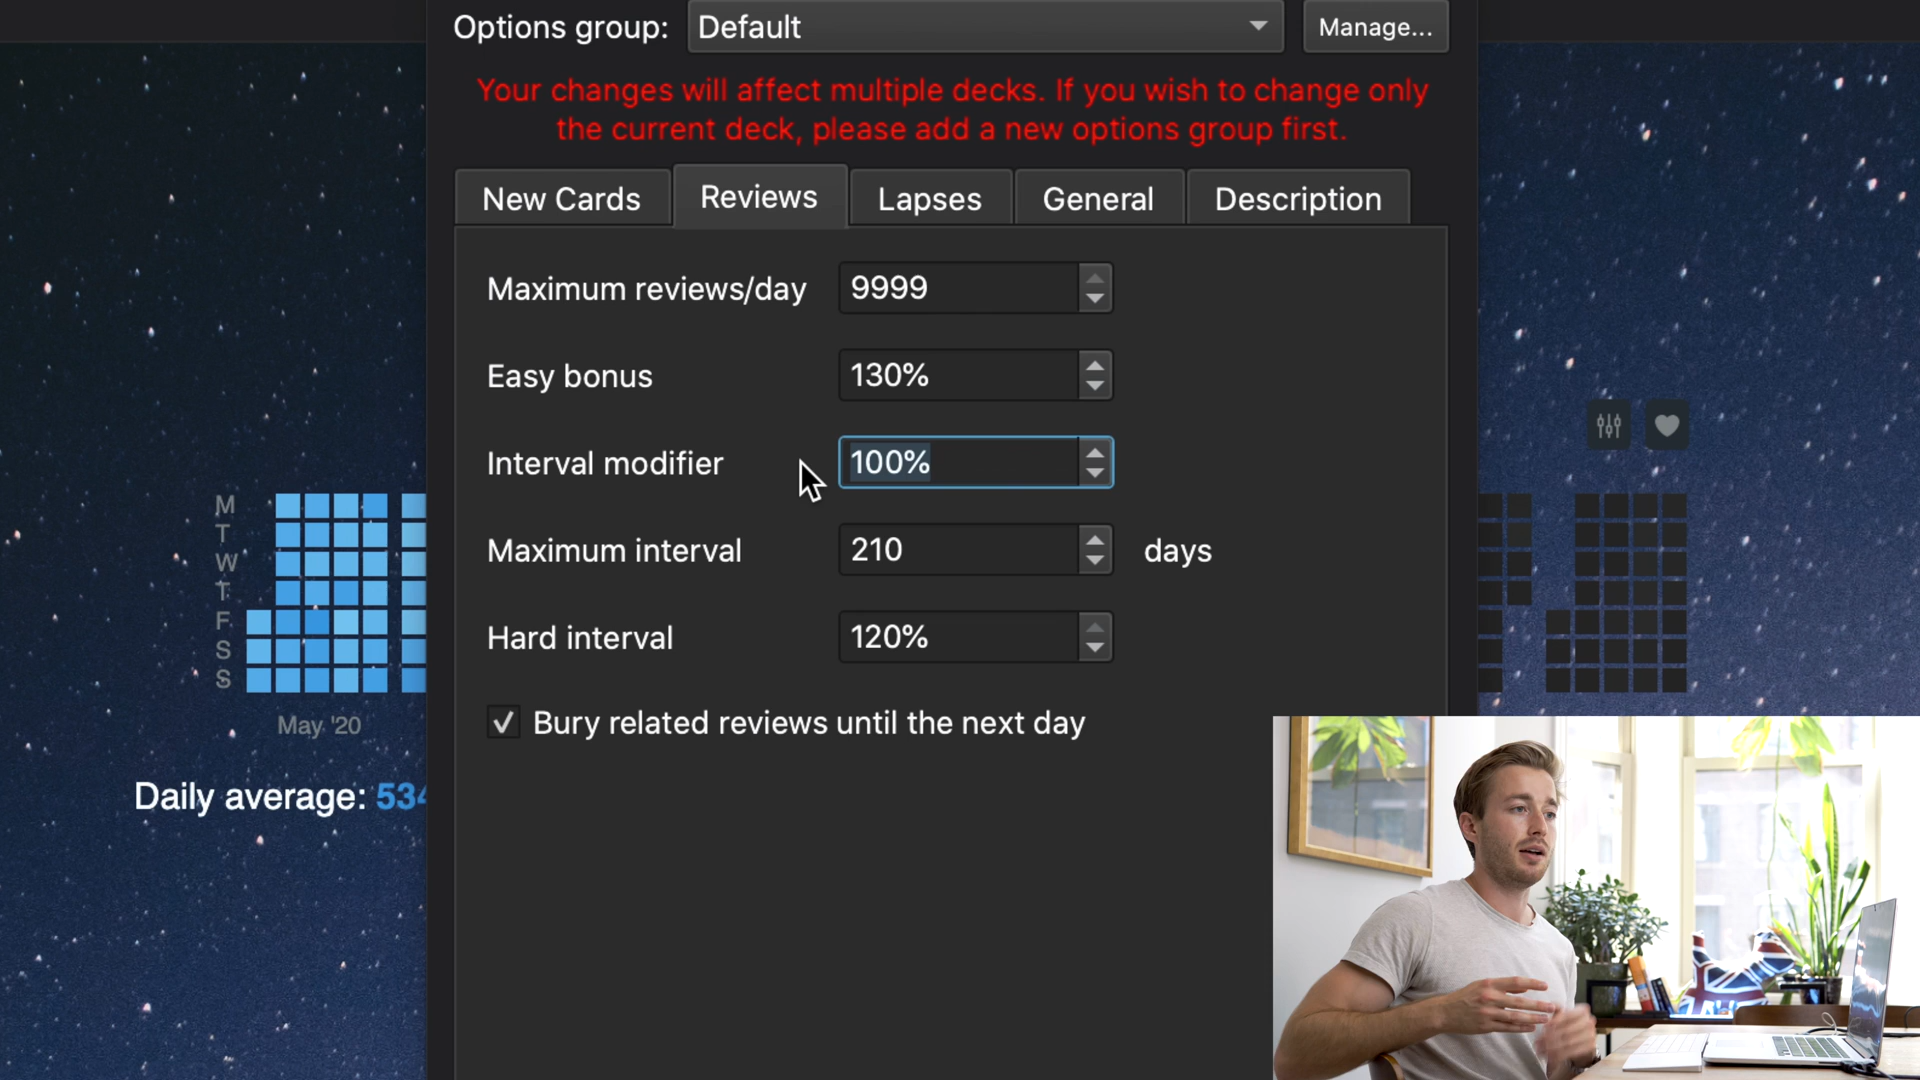 Options group: Default Manage...
Your changes will affect multiple decks. If you wish to change only
the current deck, please add a new options group first.
New Cards Reviews Lapses General Description
Maximum reviews/day 9999
Easy bonus 130%
Interval modifier 100%
Maximum interval 210 days
Hard interval 120%
Bury related reviews until the next day
M
T
W
T
F
S
S
May '20
Daily average: 534